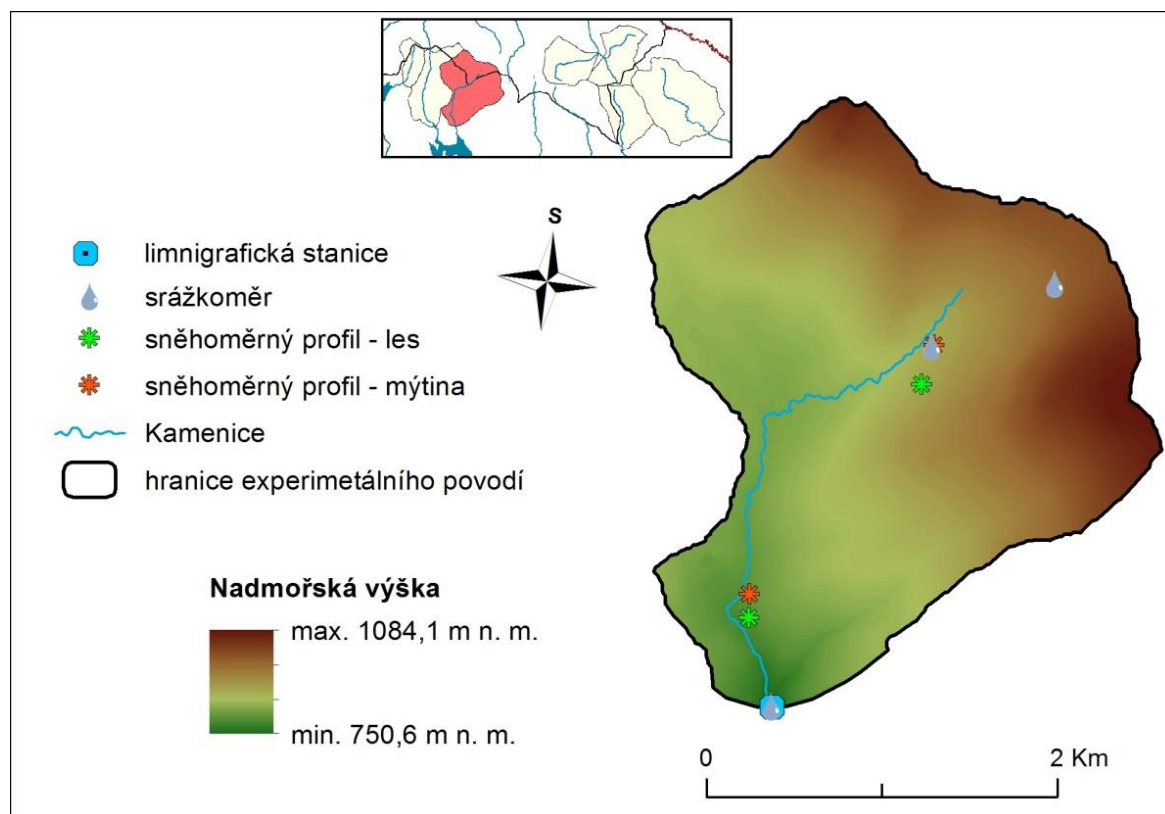 S
limnigrafická stanice
srážkoměr
sněhoměrný profil - les
sněhoměrný profil - mýtina
Kamenice
hranice experimetálního povodí
Nadmořská výška
max. 1084,1 m n. m.
min. 750,6 m n. m.
0 2 Km